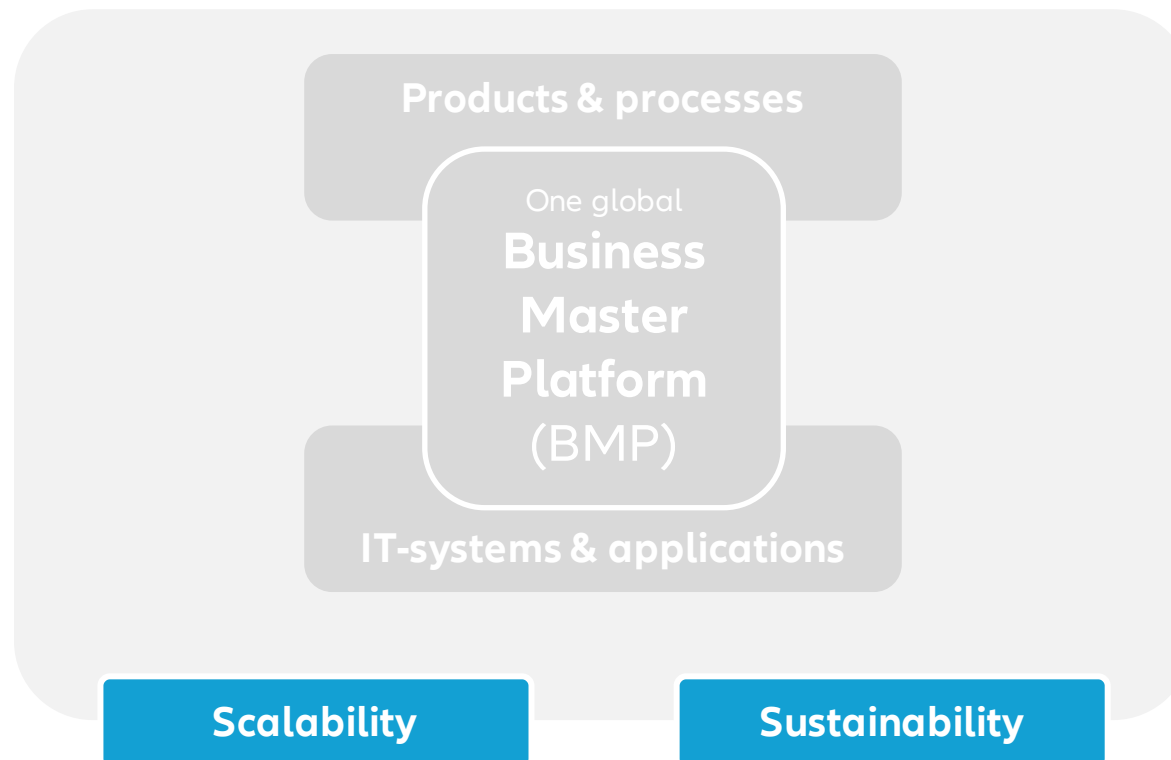 Products & processes
One global
Business
Master
Platform
(BMP)
IT-systems & applications
Scalability
Sustainability